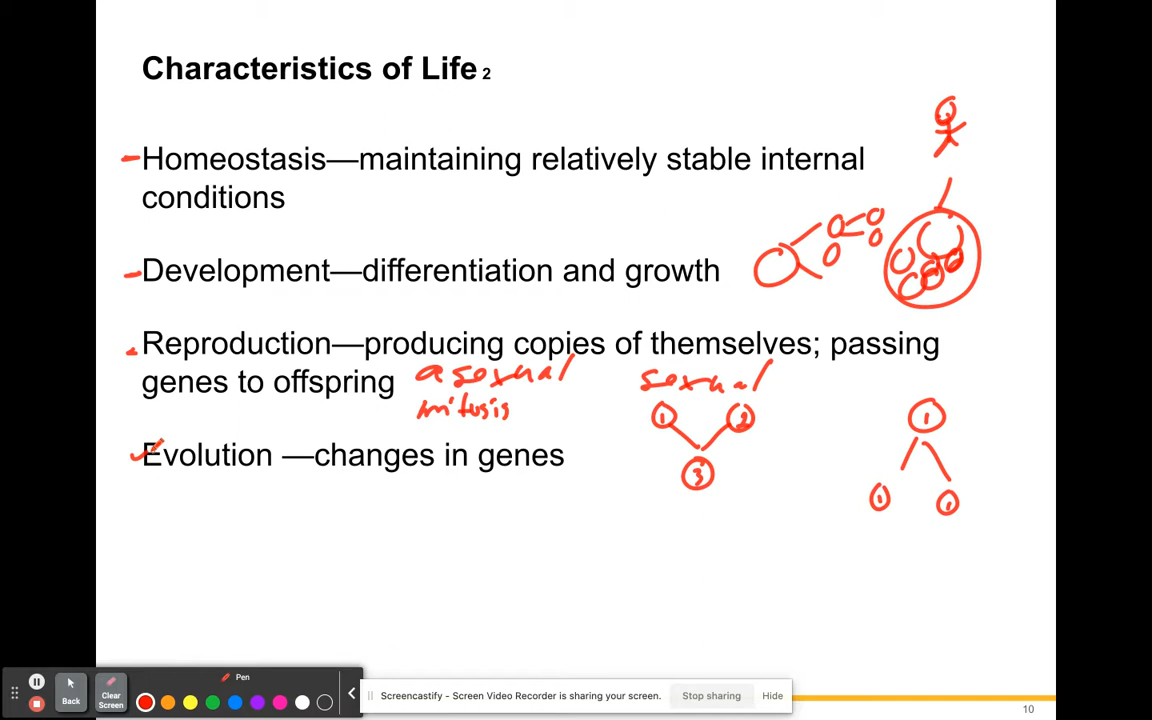 Characteristics of Life 2
Homeostasis—maintaining relatively stable internal
conditions
Development—differentiation and growth
Reproduction—producing copies of themselves; passing
genes to offspring
asexual
sexual
mitosis
1 2
1
Evolution —changes in genes
3
1 1
Pen
Back
Clear
Screen
Screencastify - Screen Video Recorder is sharing your screen.
Stop sharing
Hide
10